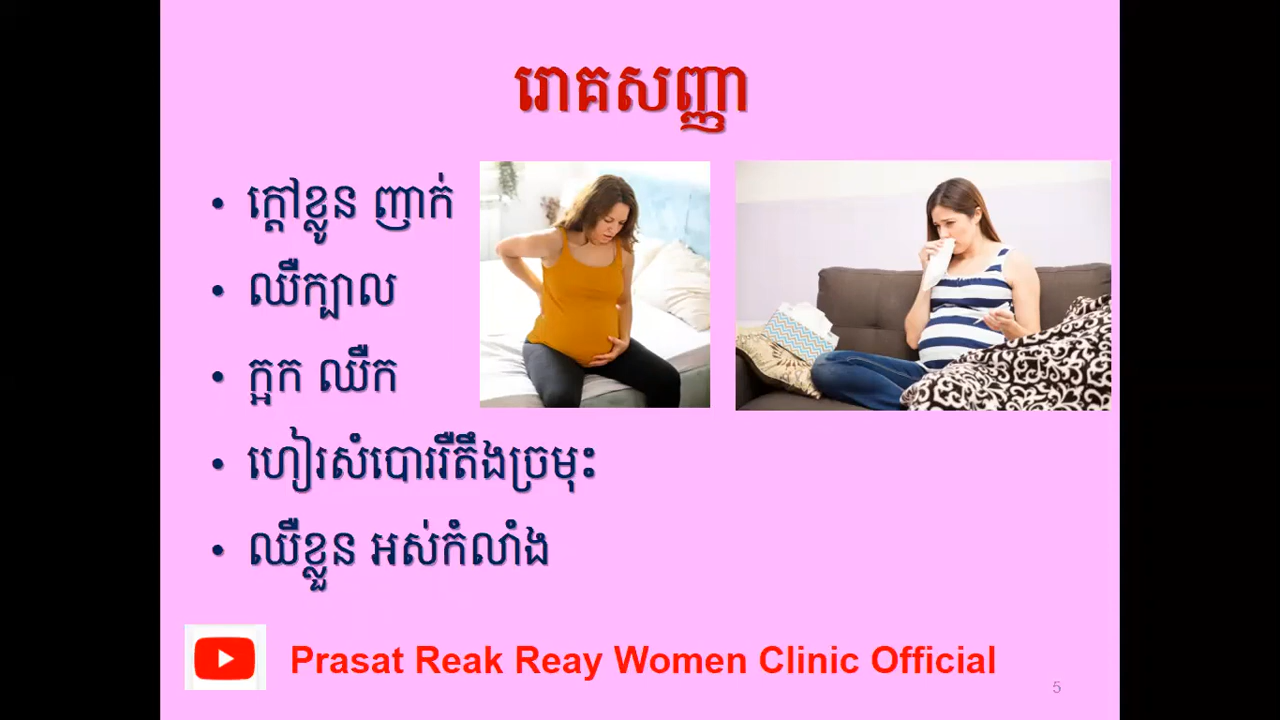 រោគសញ្ញា
• ក្តៅខ្លួន ញាក់
• ឈឺក្បាល
• ក្អក ឈឺក
• ហៀរសំបោរឬតឹងច្រមុះ
• ឈឺខ្លួន អស់កំលាំង
Prasat Reak Reay Women Clinic Official
5